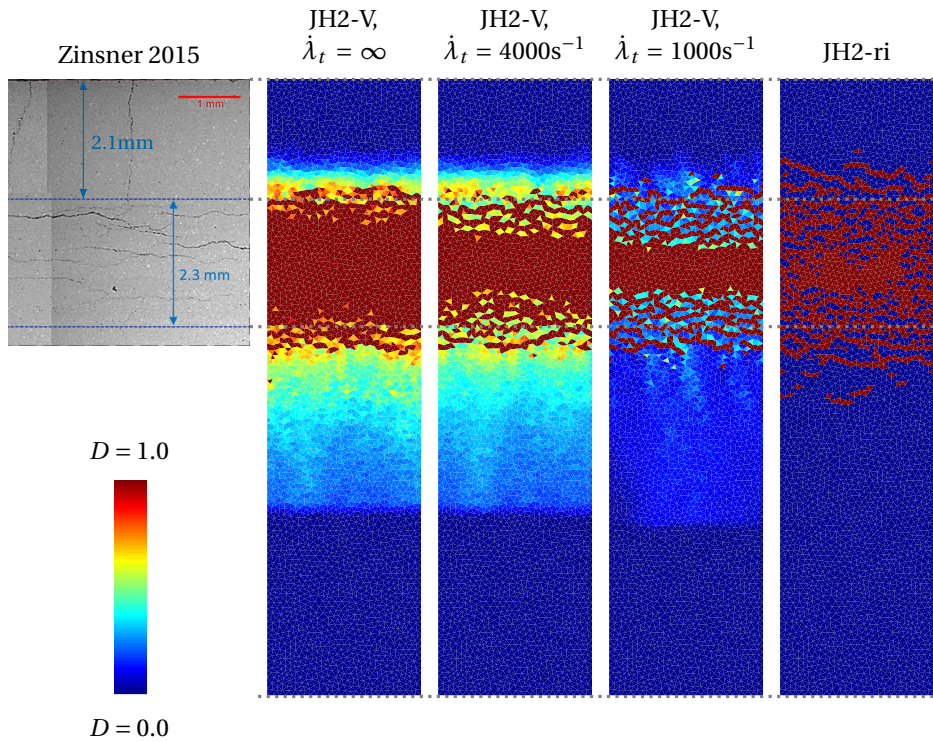 Zinsner 2015
JH2-V,
λ̇ₜ = ∞
JH2-V,
λ̇ₜ = 4000s⁻¹
JH2-V,
λ̇ₜ = 1000s⁻¹
JH2-ri
1 mm
2.1mm
2.3 mm
D = 1.0
D = 0.0